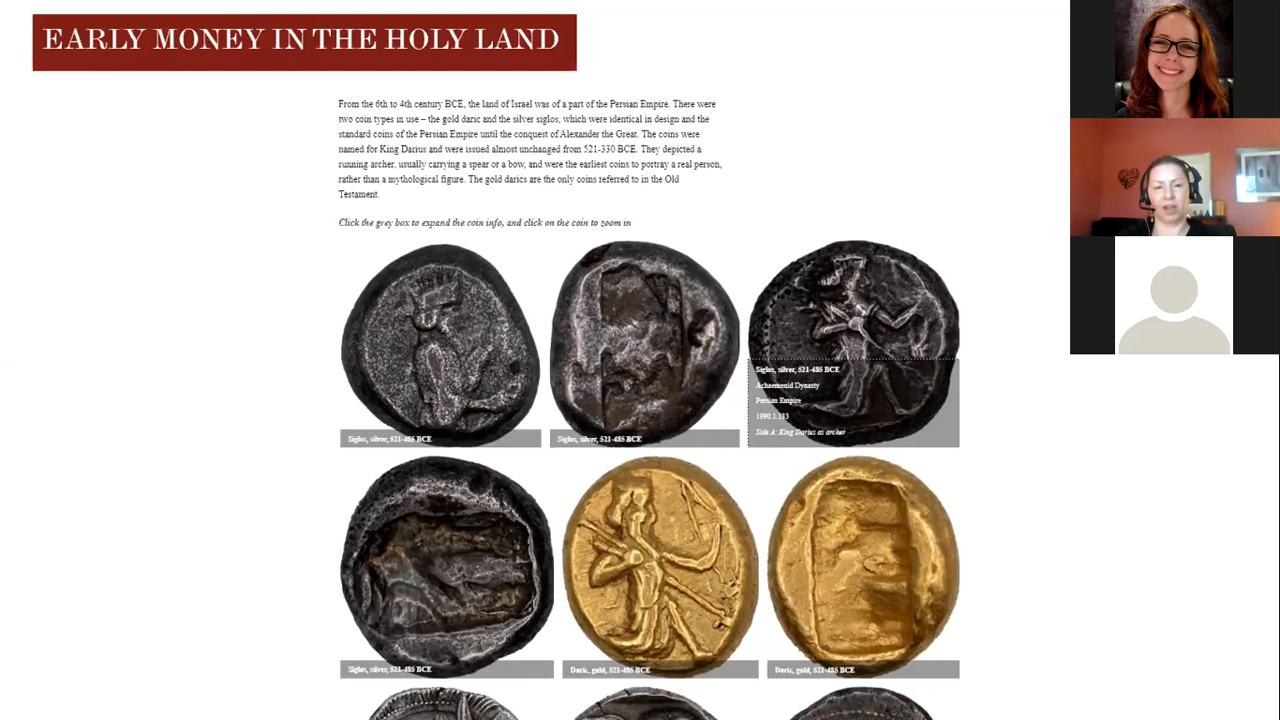 EARLY MONEY IN THE HOLY LAND
From the 6th to 4th century BCE, the land of Israel was of a part of the Persian Empire. There were
two coin types in use – the gold daric and the silver siglos, which were identical in design and the
standard coins of the Persian Empire until the conquest of Alexander the Great. The coins were
named for King Darius and were issued almost unchanged from 521-330 BCE. They depicted a
running archer, usually carrying a spear or a bow, and were the earliest coins to portray a real person,
rather than a mythological figure. The gold darics are the only coins referred to in the Old
Testament.
Click the grey box to expand the coin info, and click on the coin to zoom in
Siglos, silver, 521-485 BCE
Achaemenid Dynasty
Persian Empire
1990.1.133
Side A: King Darius as archer
Siglos, silver, 521-485 BCE
Siglos, silver, 521-485 BCE
Siglos, silver, 521-485 BCE
Daric, gold, 521-485 BCE
Daric, gold, 521-485 BCE